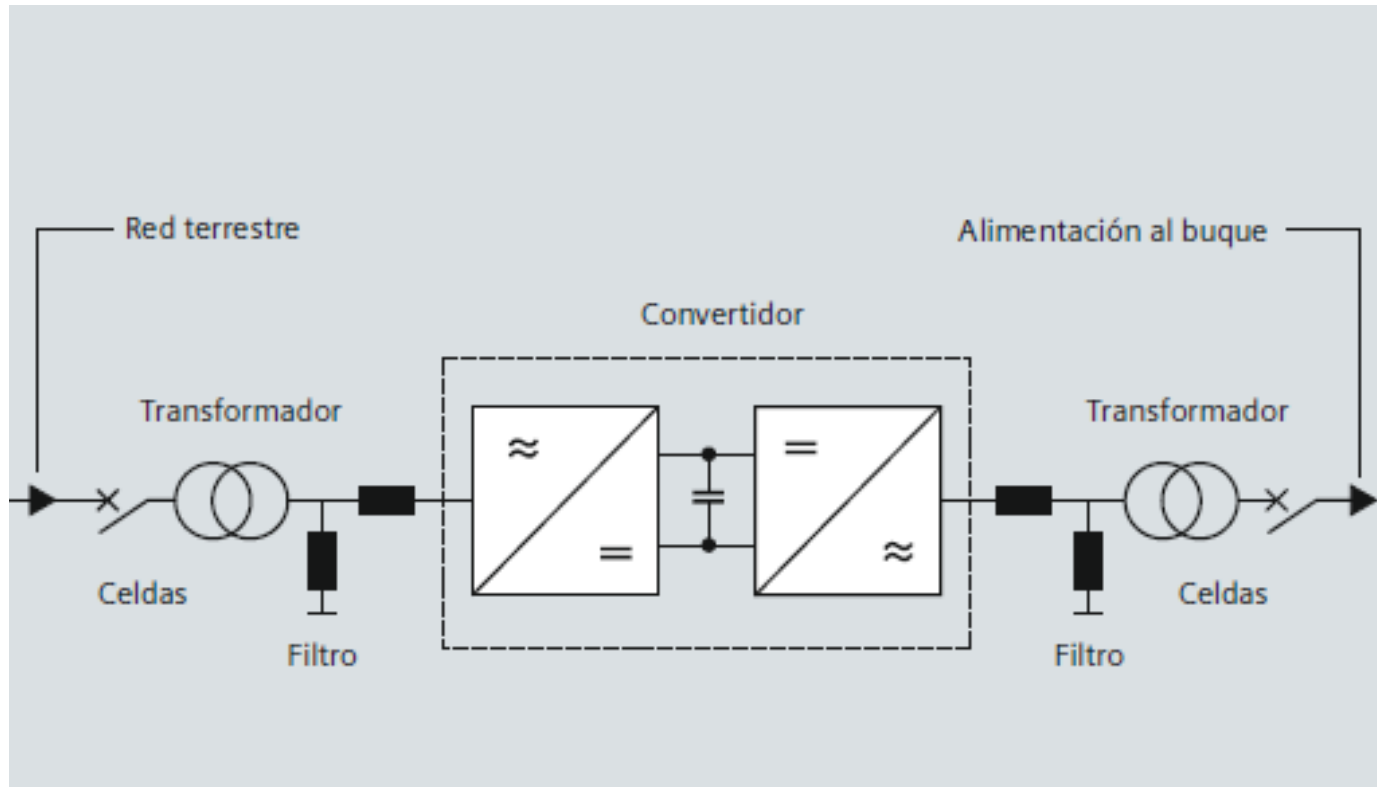 Red terrestre
Alimentación al buque
Convertidor
Transformador
Transformador
Celdas
Celdas
Filtro
Filtro